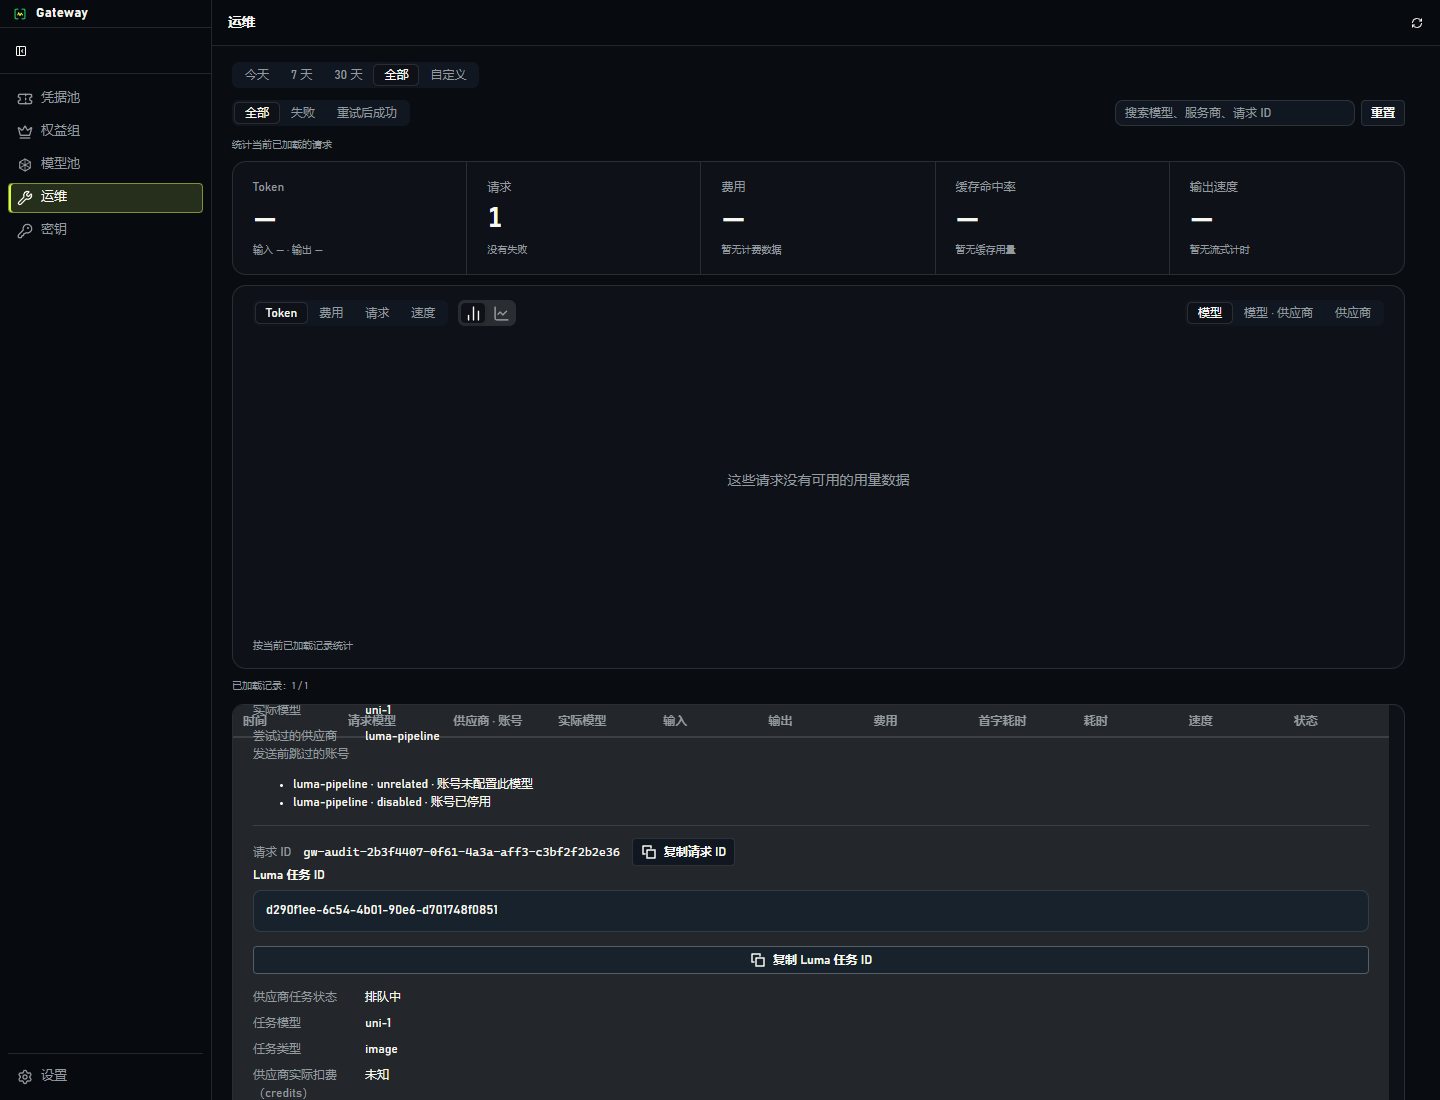 Gateway
运维
凭据池
权益组
模型池
运维
密钥
设置
今天 7 天 30 天 全部 自定义
全部 失败 重试后成功
搜索模型、服务商、请求 ID
重置
统计当前已加载的请求
Token
—
输入 — · 输出 —
请求
1
没有失败
费用
—
暂无计费数据
缓存命中率
—
暂无缓存用量
输出速度
—
暂无流式计时
Token 费用 请求 速度
模型 模型 · 供应商 供应商
这些请求没有可用的用量数据
按当前已加载记录统计
已加载记录：1 / 1
实际模型 uni-1
时间 请求模型 供应商 · 账号 实际模型 输入 输出 费用 首字耗时 耗时 速度 状态
尝试过的供应商 luma-pipeline
发送前跳过的账号
luma-pipeline · unrelated · 账号未配置此模型
luma-pipeline · disabled · 账号已停用
请求 ID gw-audit-2b3f4407-0f61-4a3a-aff3-c3bf2f2b2e36 复制请求 ID
Luma 任务 ID
d290f1ee-6c54-4b01-90e6-d701748f0851
复制 Luma 任务 ID
供应商任务状态 排队中
任务模型 uni-1
任务类型 image
供应商实际扣费 未知
（credits）